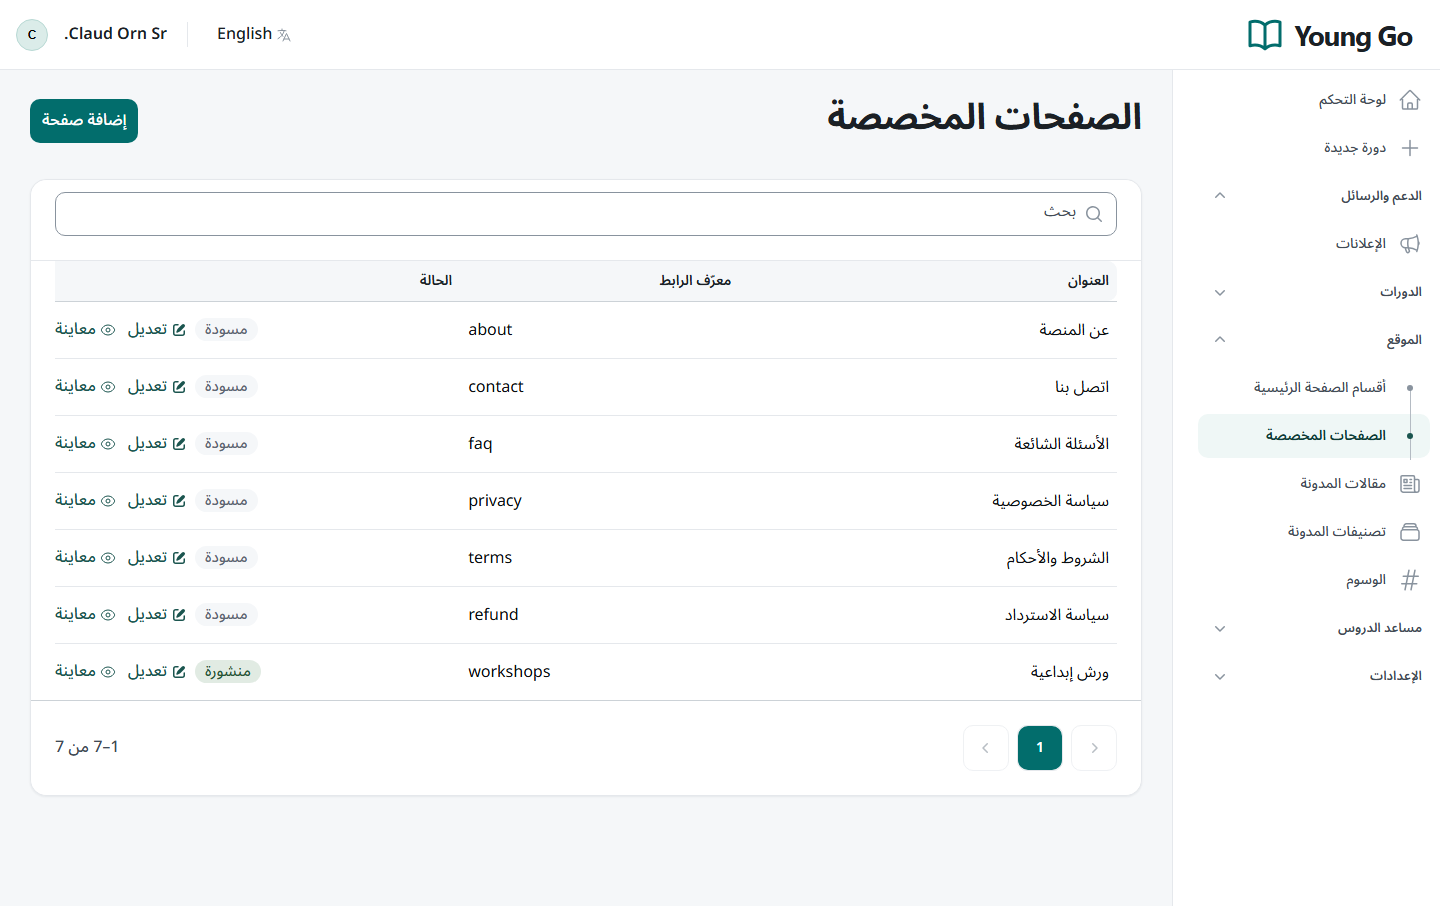 Young Go
English
Claud Orn Sr.
C
لوحة التحكم
دورة جديدة
الدعم والرسائل
الإعلانات
الدورات
الموقع
أقسام الصفحة الرئيسية
الصفحات المخصصة
مقالات المدونة
تصنيفات المدونة
الوسوم
مساعد الدروس
الإعدادات
الصفحات المخصصة
إضافة صفحة
بحث
العنوان معرّف الرابط الحالة
عن المنصة about مسودة تعديل معاينة
اتصل بنا contact مسودة تعديل معاينة
الأسئلة الشائعة faq مسودة تعديل معاينة
سياسة الخصوصية privacy مسودة تعديل معاينة
الشروط والأحكام terms مسودة تعديل معاينة
سياسة الاسترداد refund مسودة تعديل معاينة
ورش إبداعية workshops منشورة تعديل معاينة
1
1–7 من 7